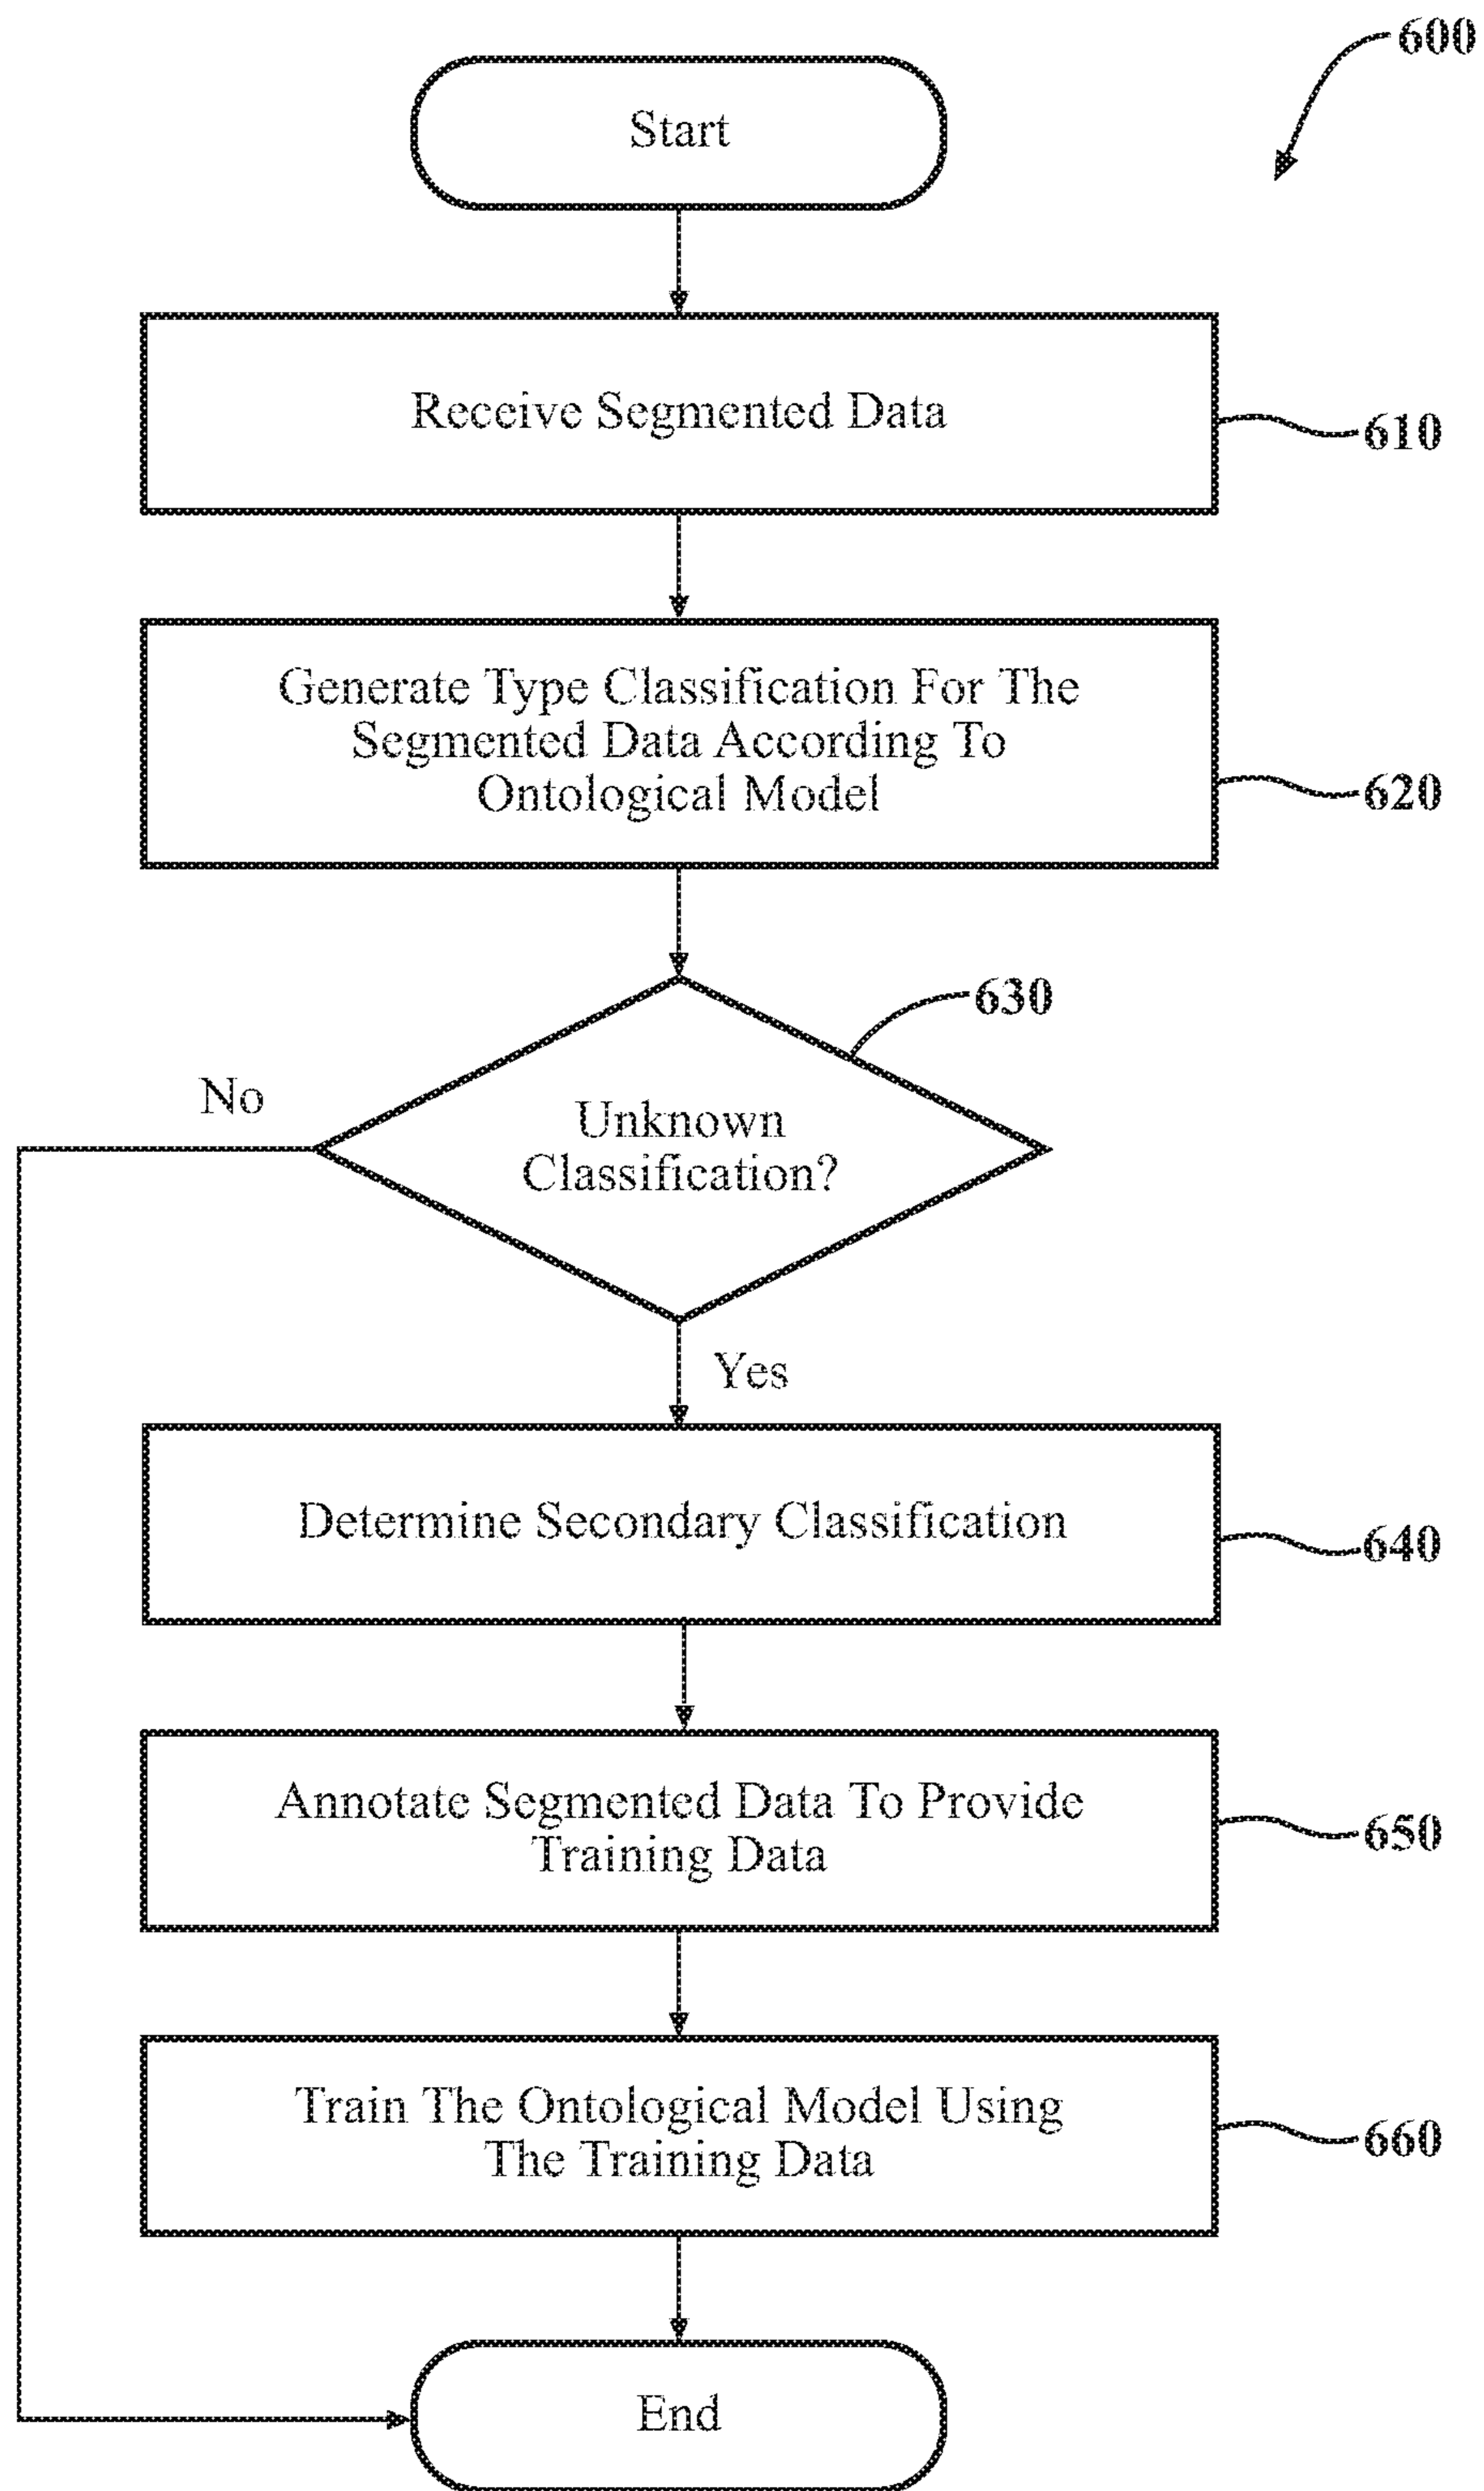 600
Start
Receive Segmented Data
610
Generate Type Classification For The
Segmented Data According To
Ontological Model
620
630
No
Unknown
Classification?
Yes
Determine Secondary Classification
640
Annotate Segmented Data To Provide
Training Data
650
Train The Ontological Model Using
The Training Data
660
End